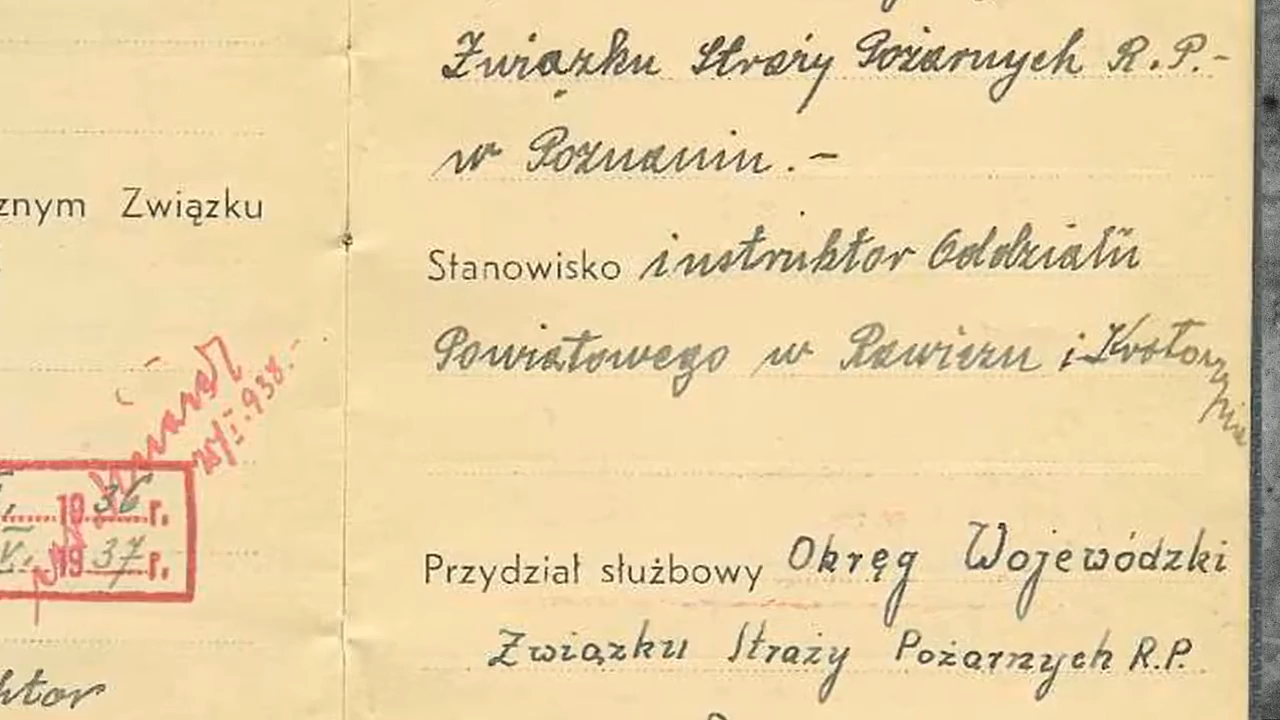 znym Związku
19 36 r.
V. 19 37 r.
ktor
Związku Straży Pożarnych R.P.-
w Poznaniu.-
Stanowisko instruktor Oddziału
Powiatowego w Rawiczu i Krotoszynie
Przydział służbowy Okręg Wojewódzki
Związku Straży Pożarnych R.P.